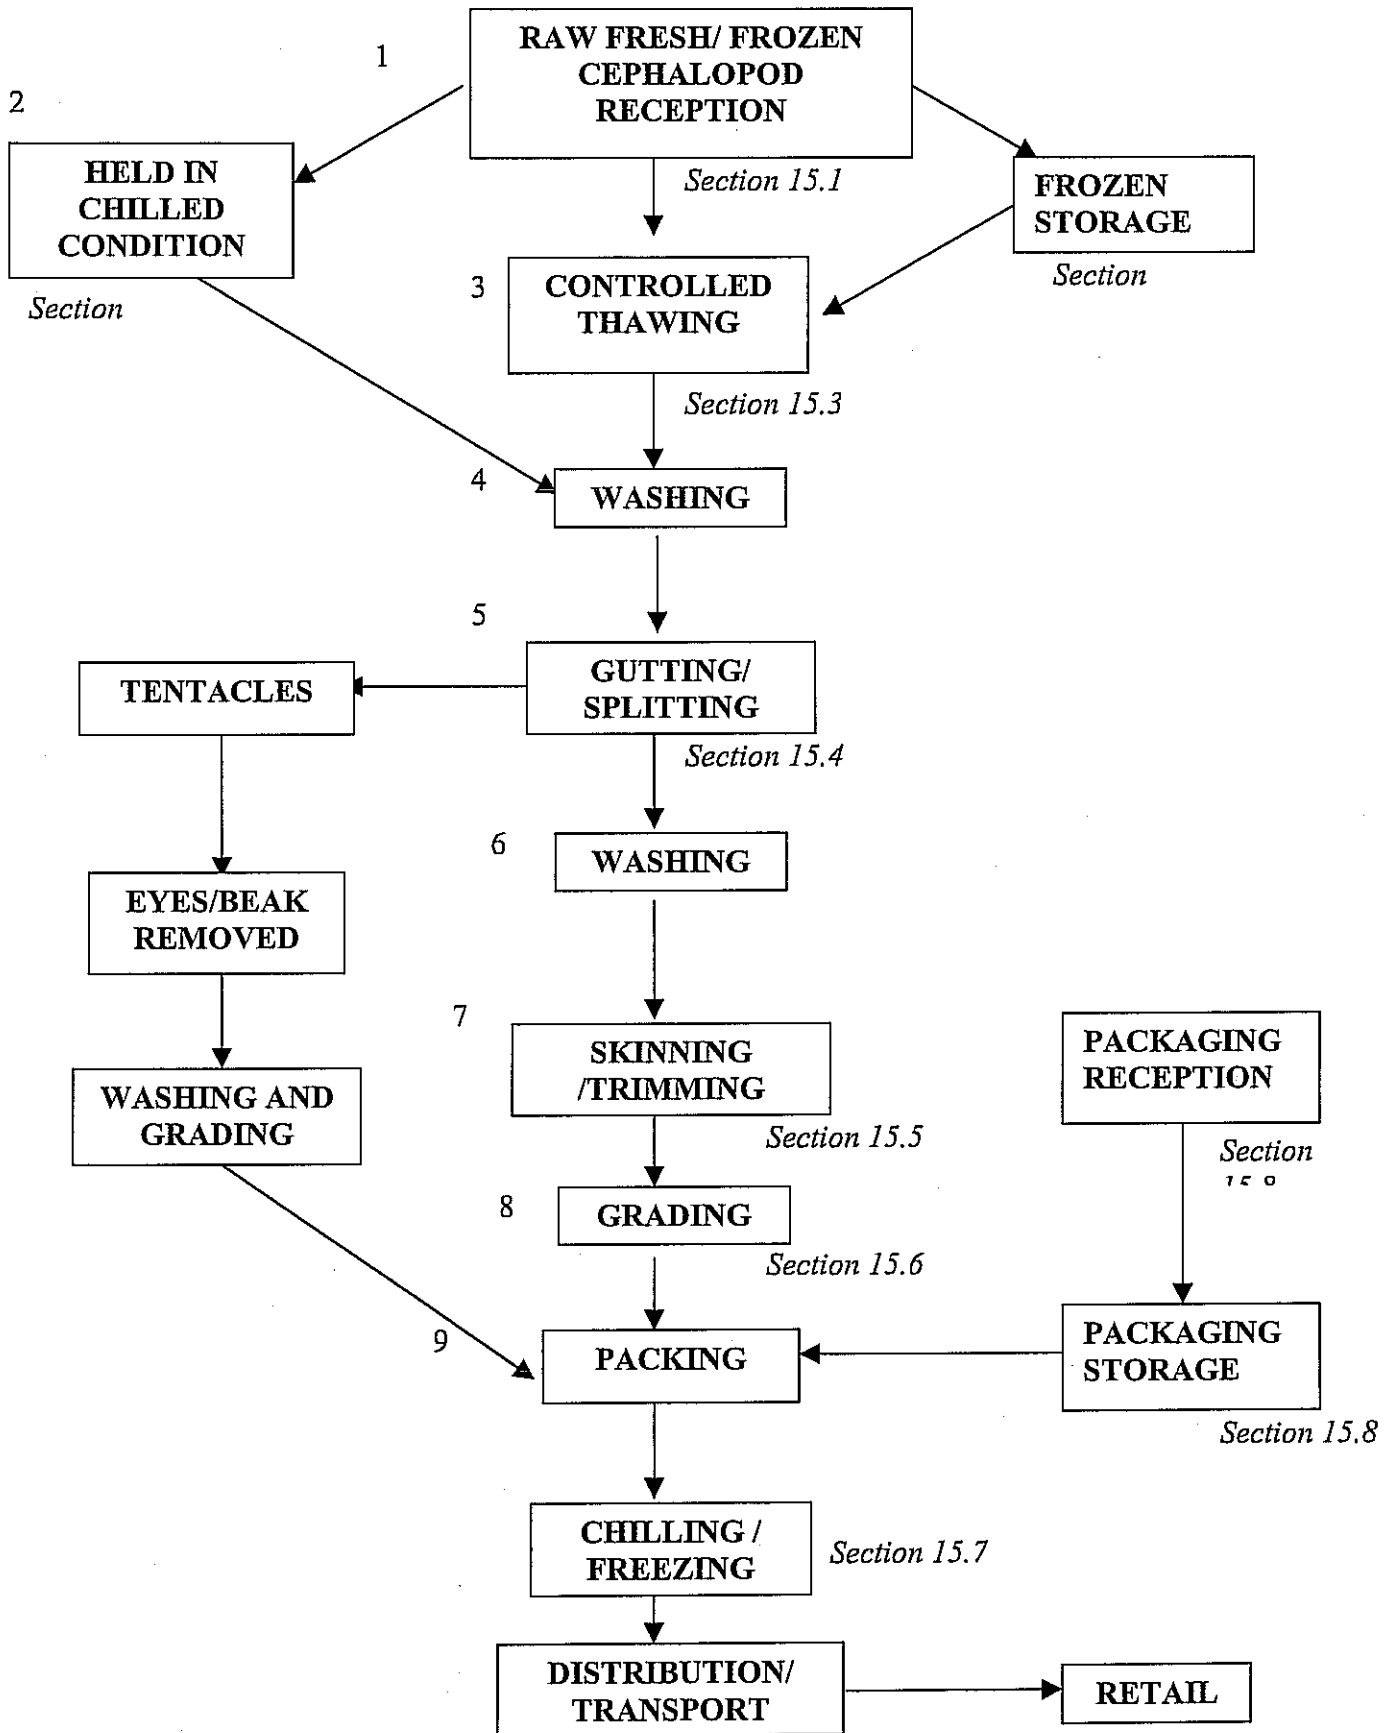 1
RAW FRESH/ FROZEN
CEPHALOPOD
RECEPTION
Section 15.1
2
HELD IN
CHILLED
CONDITION
Section
FROZEN
STORAGE
Section
3
CONTROLLED
THAWING
Section 15.3
4
WASHING
5
GUTTING/
SPLITTING
Section 15.4
TENTACLES
6
WASHING
EYES/BEAK
REMOVED
7
SKINNING
/TRIMMING
Section 15.5
PACKAGING
RECEPTION
Section
WASHING AND
GRADING
8
GRADING
Section 15.6
9
PACKING
PACKAGING
STORAGE
Section 15.8
CHILLING /
FREEZING
Section 15.7
DISTRIBUTION/
TRANSPORT
RETAIL